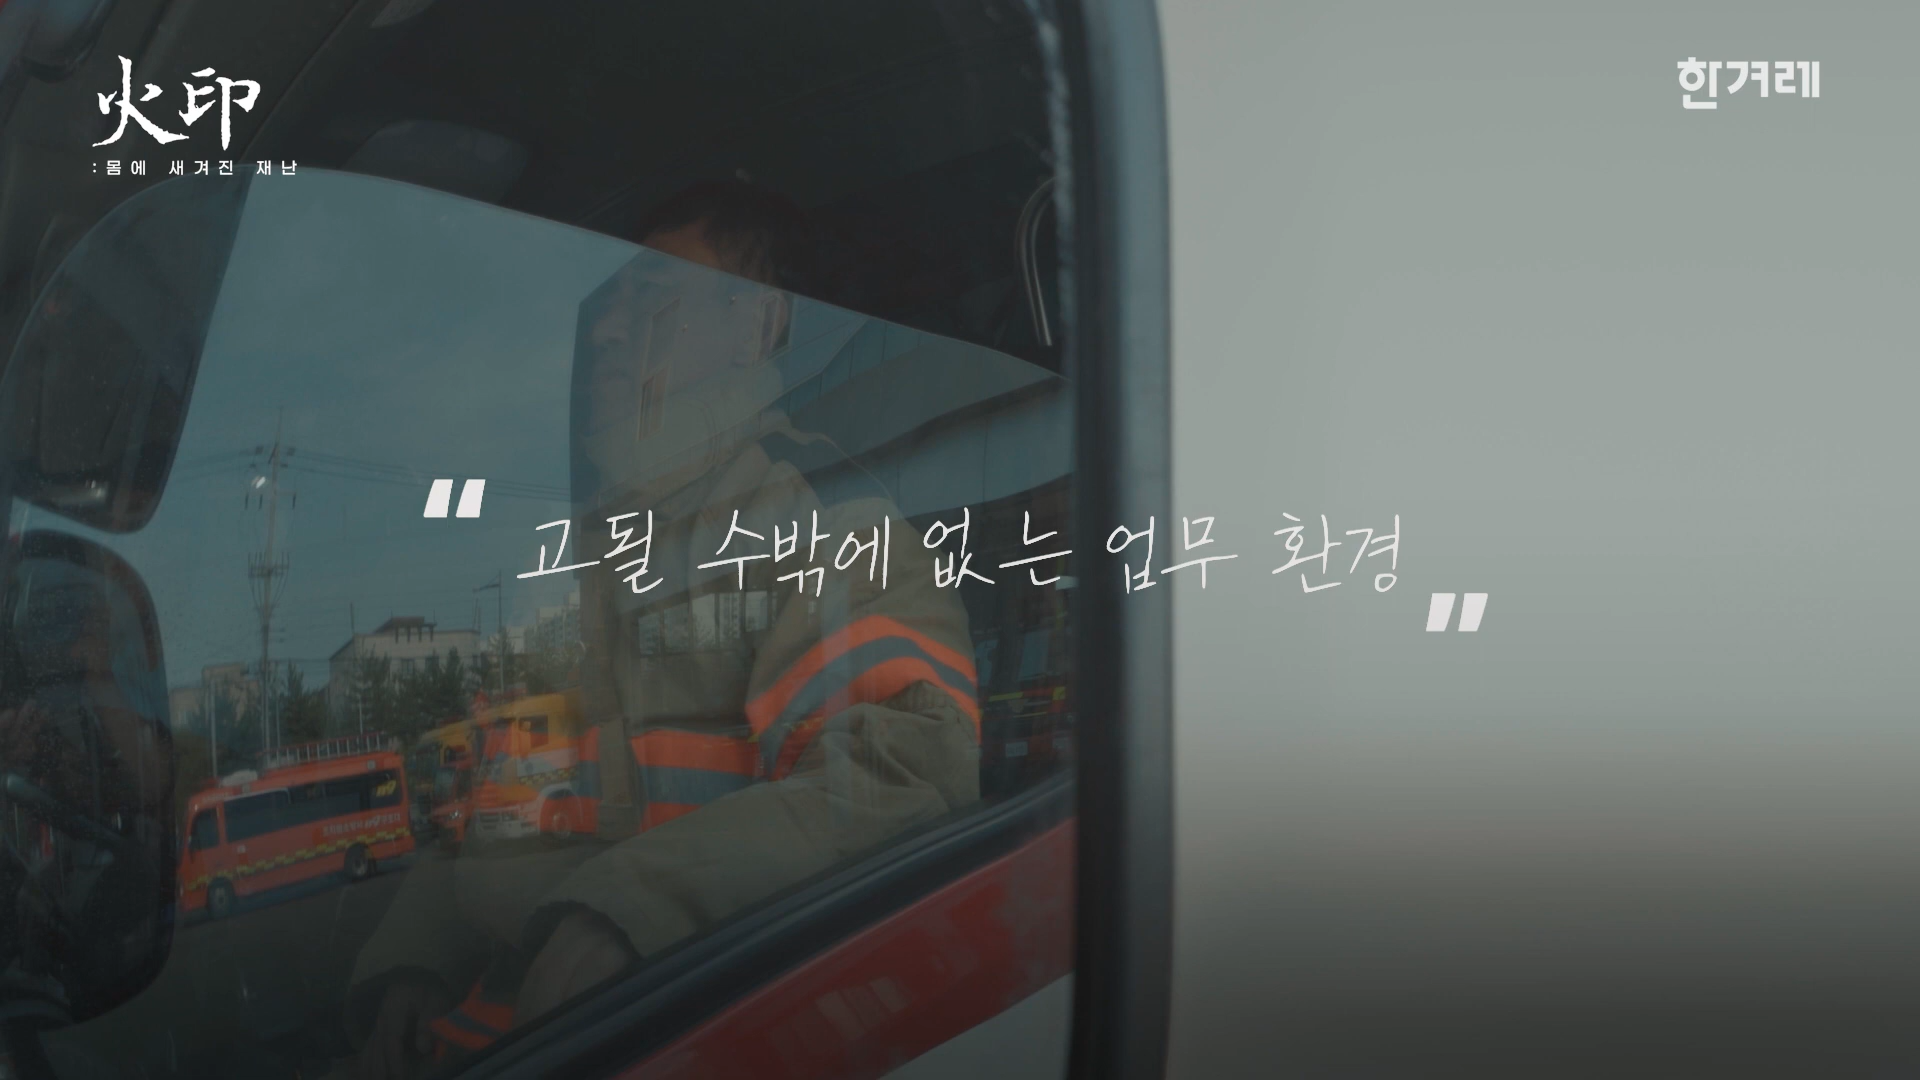 火印
: 몸에 새겨진 재난
한겨레
"고될 수밖에 없는 업무 환경"
119